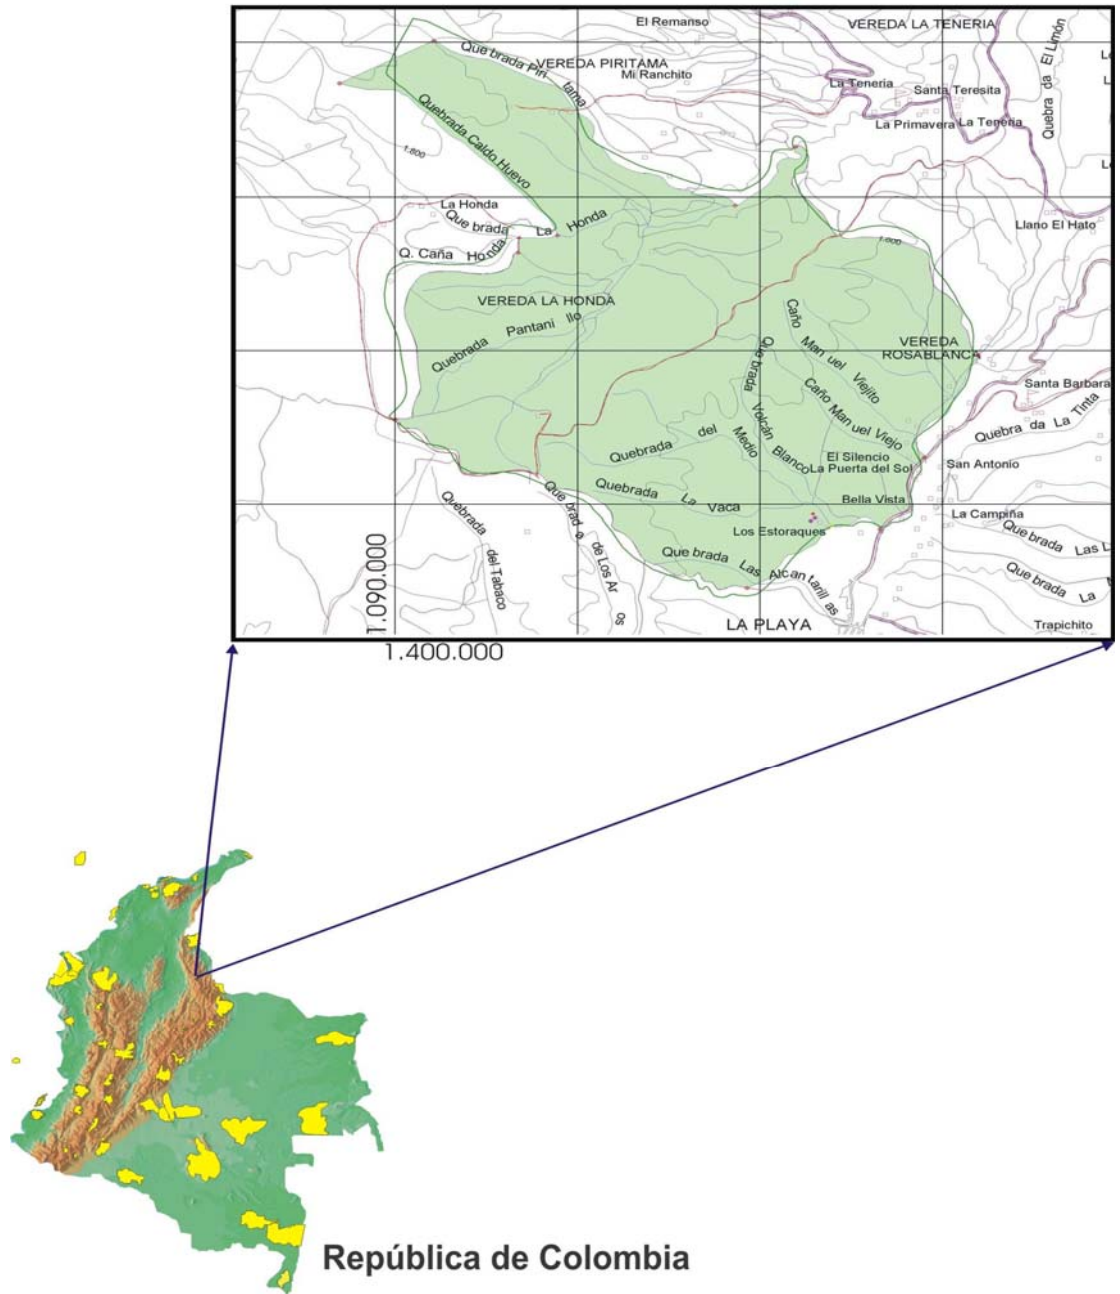 El Remanso
VEREDA LA TENERIA
Quebrada Piritama
VEREDA PIRITAMA
Mi Ranchito
La Teneria
Santa Teresita
La Primavera
La Teneria
Quebra da El Limón
Quebrada Caldo Huevo
1.800
La Honda
Que brada La Honda
Q. Caña Honda
Llano El Hato
1.600
VEREDA LA HONDA
Quebrada Pantani llo
Caño Man uel Viejito
VEREDA
ROSABLANCA
Que brada Volcán Blanco
Caño Man uel Viejo
Santa Barbara
Quebra da La Tinta
Quebrada del Medio
El Silencio
La Puerta del Sol
San Antonio
Quebrada La Vaca
Bella Vista
Los Estoraques
La Campiña
Quebrada del Tabaco
Que brad a de Los Ar os
Que brada Las Alcan tarill as
Que brada Las L
Que brada La
LA PLAYA
Trapichito
1.090.000
1.400.000
República de Colombia